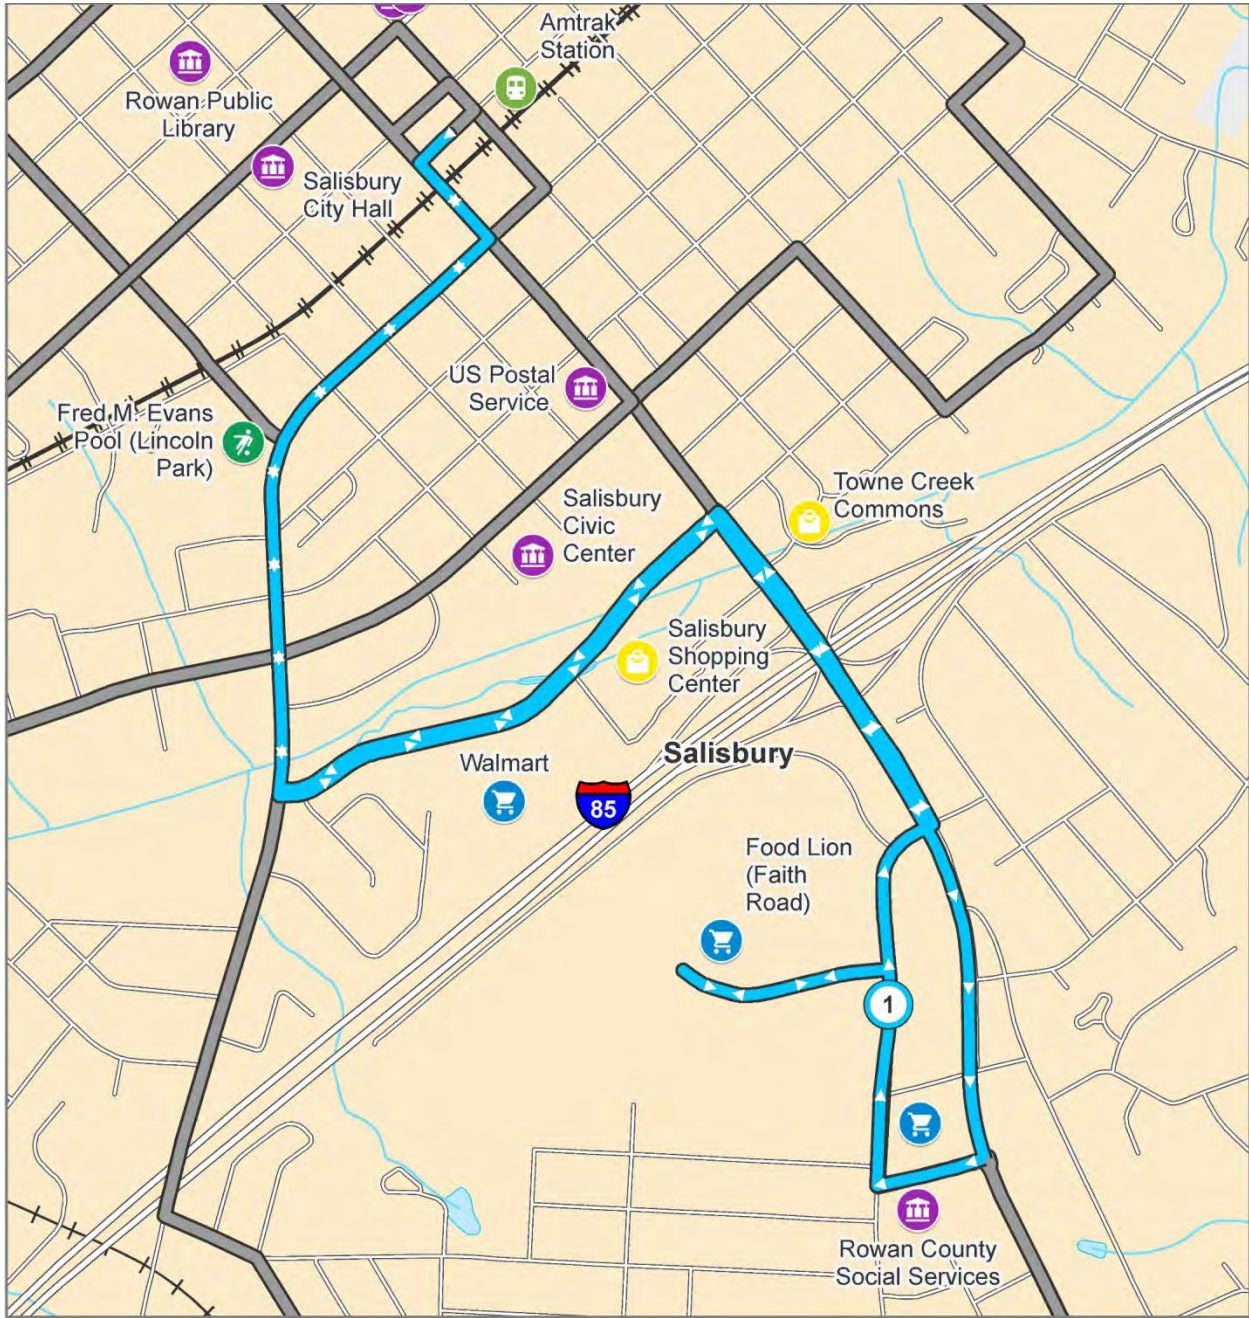 Amtrak
Station
Rowan Public
Library
Salisbury
City Hall
US Postal
Service
Fred M. Evans
Pool (Lincoln
Park)
Towne Creek
Commons
Salisbury
Civic
Center
Salisbury
Shopping
Center
Salisbury
Walmart
85
Food Lion
(Faith
Road)
1
Rowan County
Social Services